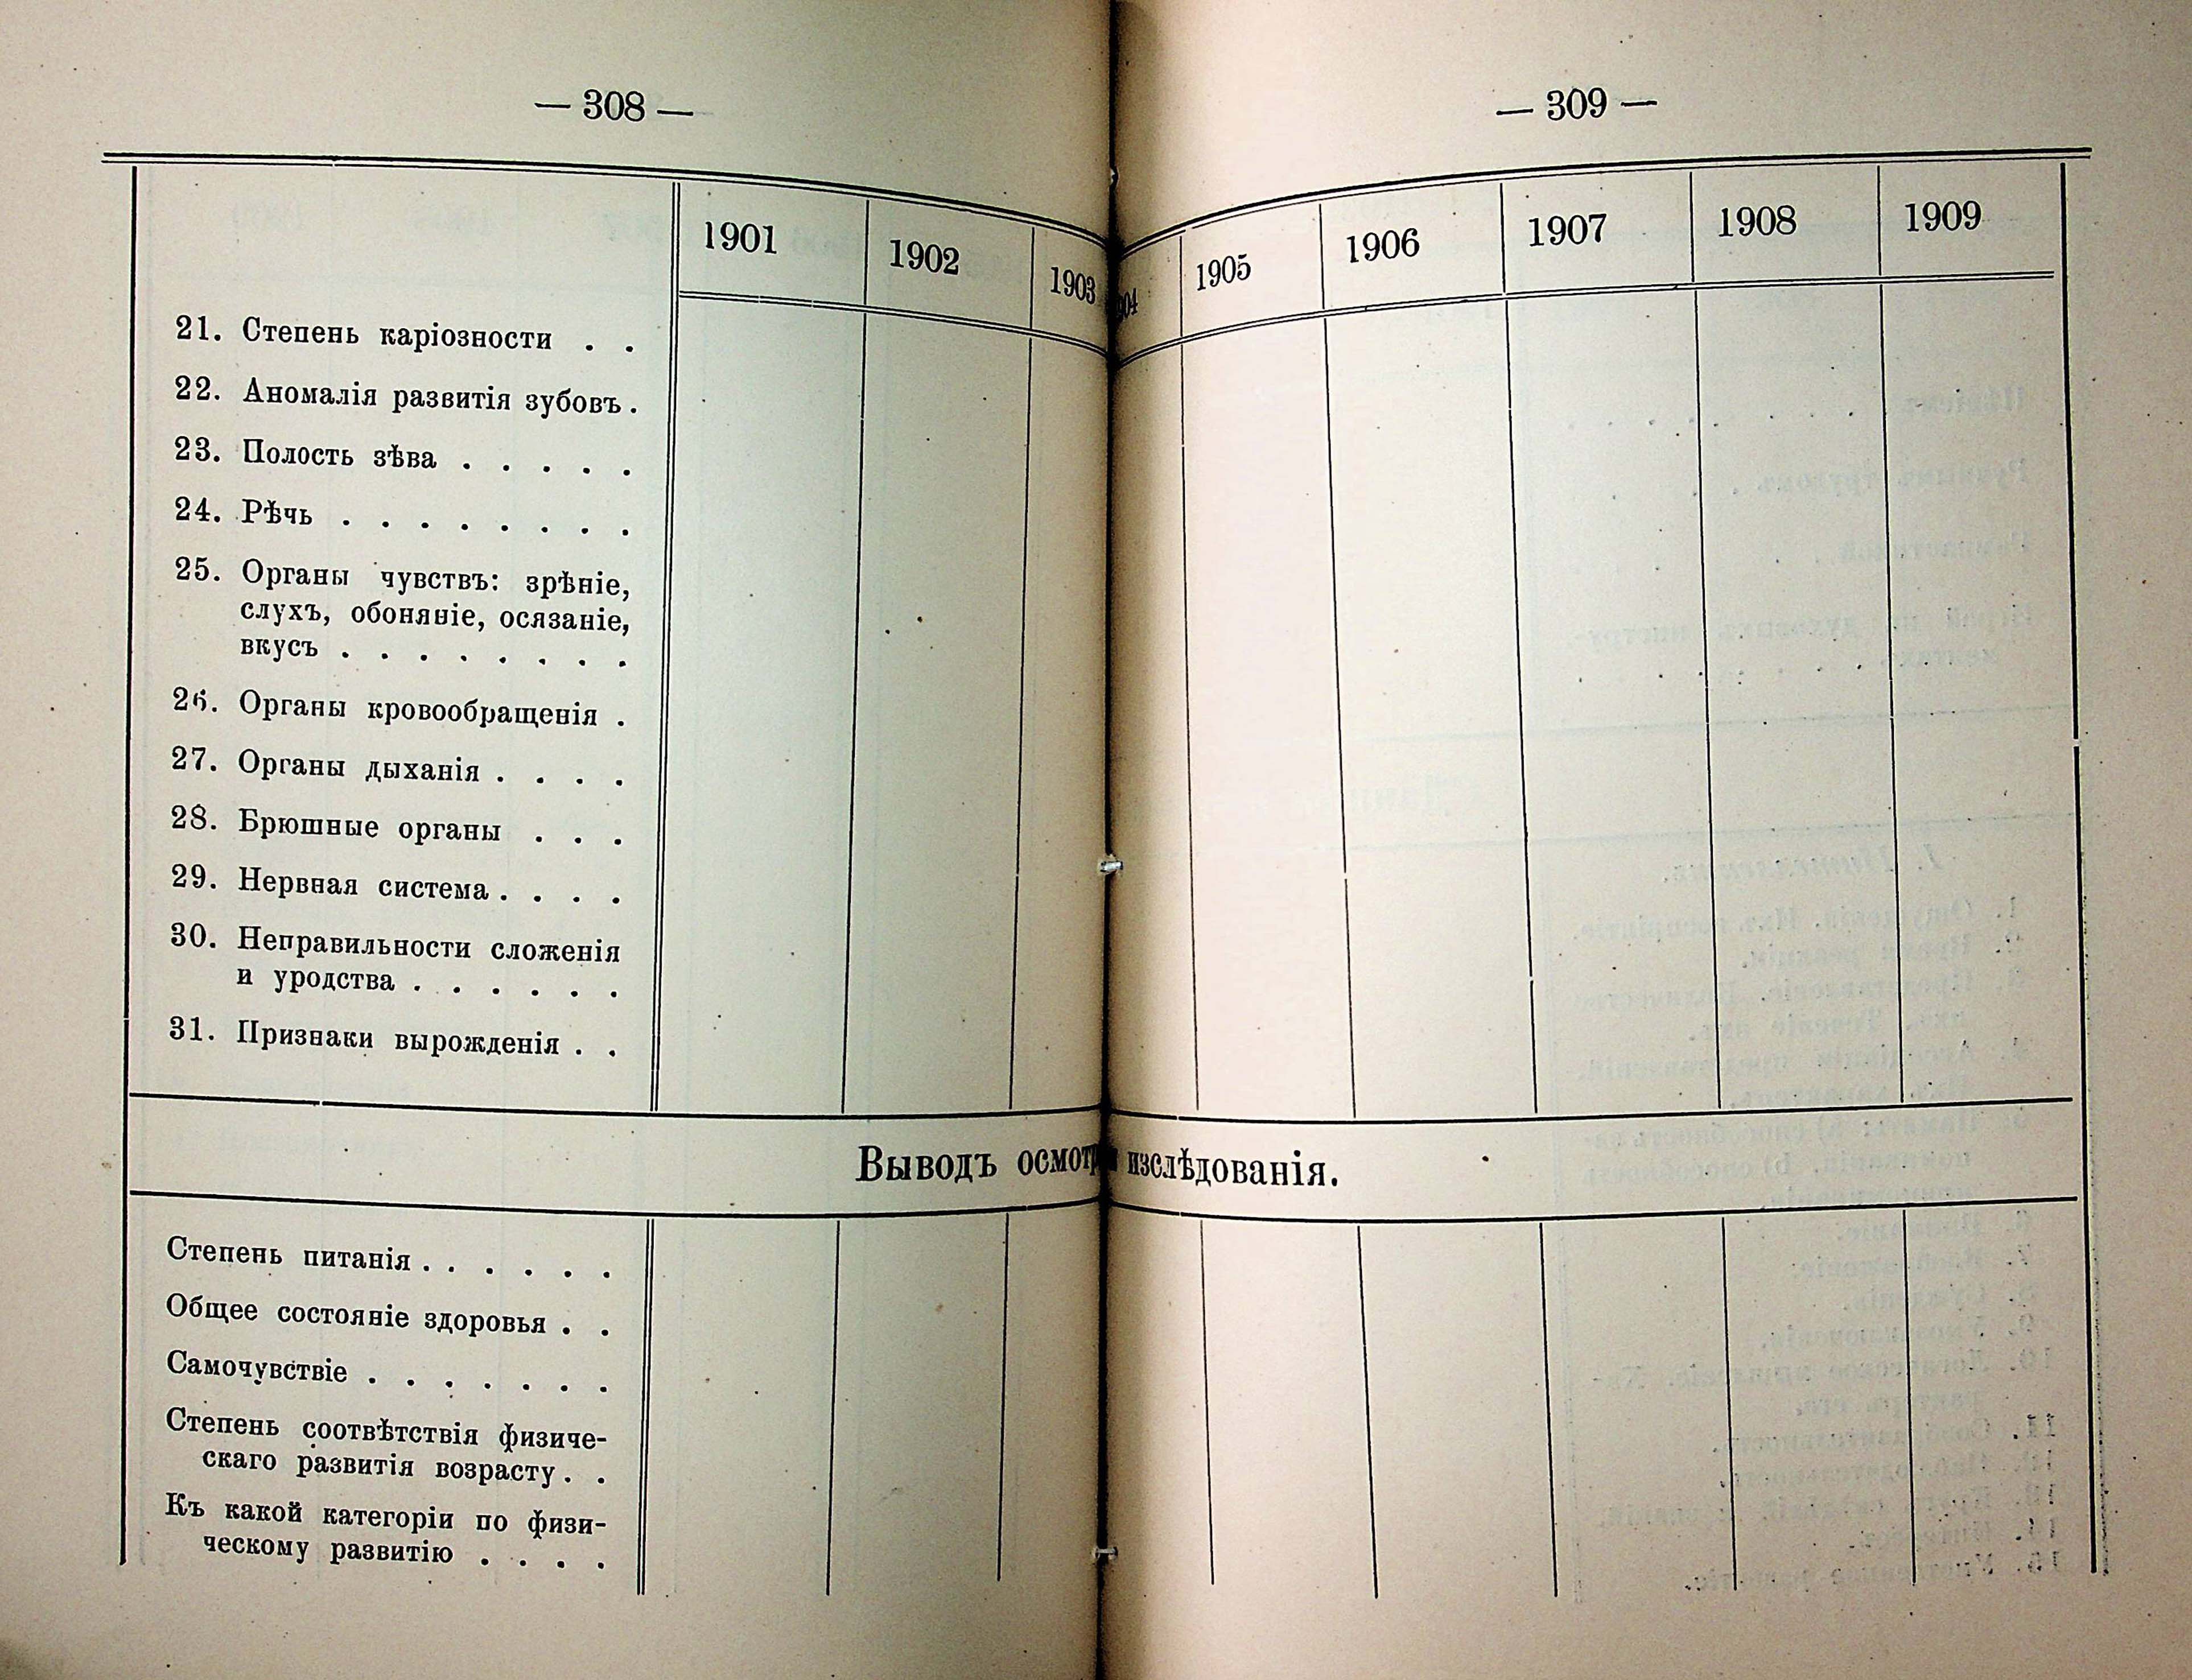 — 308 —
— 309 —
1901 1902 1903 1905 1906 1907 1908 1909
21. Степень каріозности . .
22. Аномалія развитія зубовъ .
23. Полость зѣва . . . . .
24. Рѣчь . . . . . . . .
25. Органы чувствъ: зрѣніе,
слухъ, обоняніе, осязаніе,
вкусъ . . . . . . . .
26. Органы кровообращенія .
27. Органы дыханія . . . .
28. Брюшные органы . . .
29. Нервная система . . . .
30. Неправильности сложенія
и уродства . . . . . .
31. Признаки вырожденія . .
Выводъ изслѣдованія.
Степень питанія . . . . . .
Общее состояніе здоровья . .
Самочувствіе . . . . . . .
Степень соотвѣтствія физиче-
скаго развитія возрасту . .
Къ какой категоріи по физи-
ческому развитію . . . .